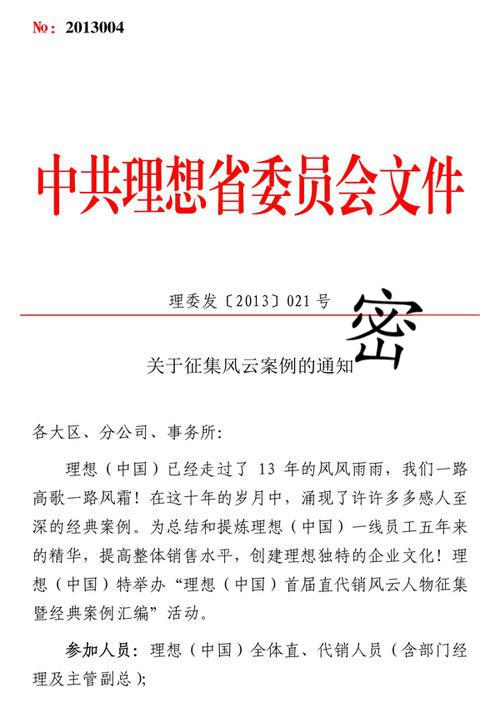 №：2013004
中共理想省委员会文件
理委发〔2013〕021 号
密
关于征集风云案例的通知
各大区、分公司、事务所：
理想（中国）已经走过了 13 年的风风雨雨，我们一路
高歌一路风霜！在这十年的岁月中，涌现了许许多多感人至
深的经典案例。为总结和提炼理想（中国）一线员工五年来
的精华，提高整体销售水平，创建理想独特的企业文化！理
想（中国）特举办“理想（中国）首届直代销风云人物征集
暨经典案例汇编”活动。
参加人员：理想（中国）全体直、代销人员（含部门经
理及主管副总）；